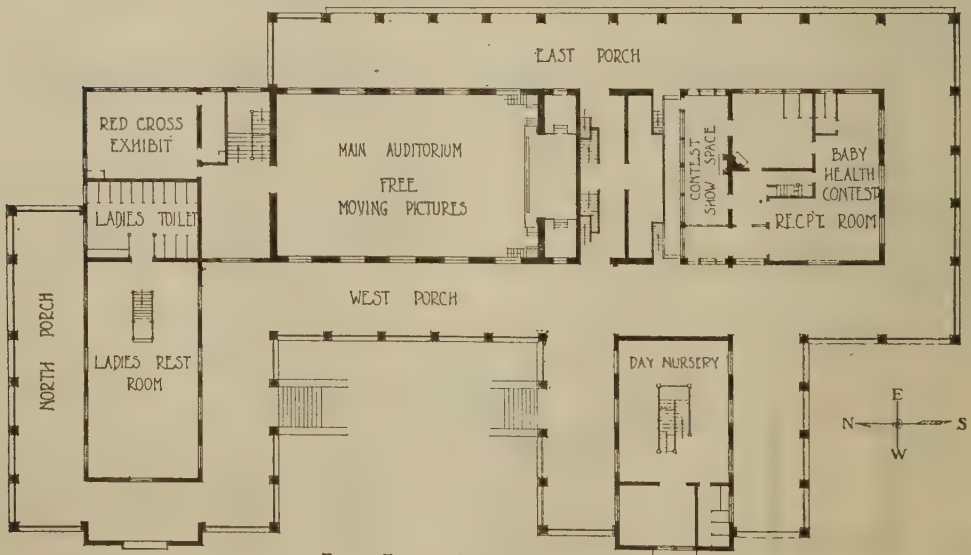 EAST PORCH
RED CROSS
EXHIBIT
MAIN AUDITORIUM
FREE
MOVING PICTURES
CONTEST
SHOW SPACE
BABY
HEALTH
CONTEST
RECP'T. ROOM
LADIES TOILET
WEST PORCH
NORTH PORCH
LADIES REST
ROOM
DAY NURSERY
E
N
S
W